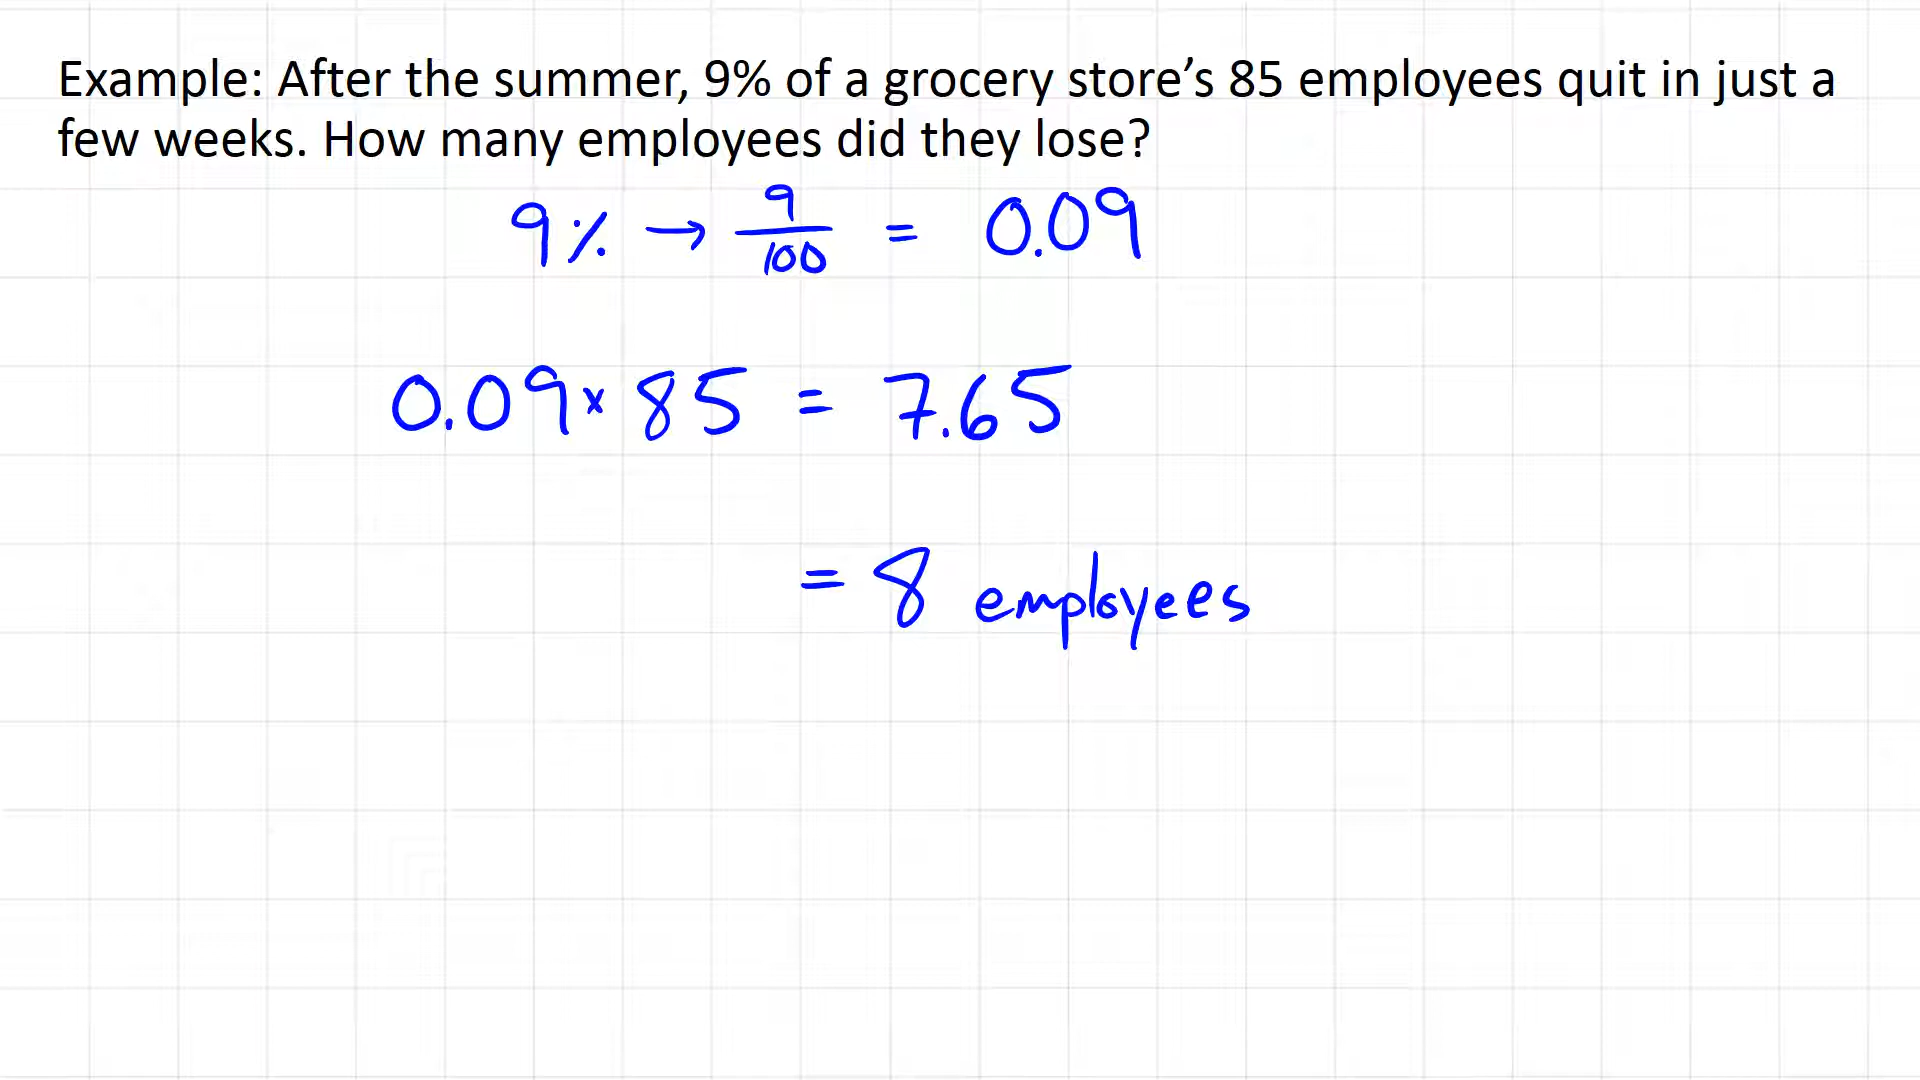 Example: After the summer, 9% of a grocery store’s 85 employees quit in just a
few weeks. How many employees did they lose?
9% → 9/100 = 0.09
0.09 × 85 = 7.65
= 8 employees